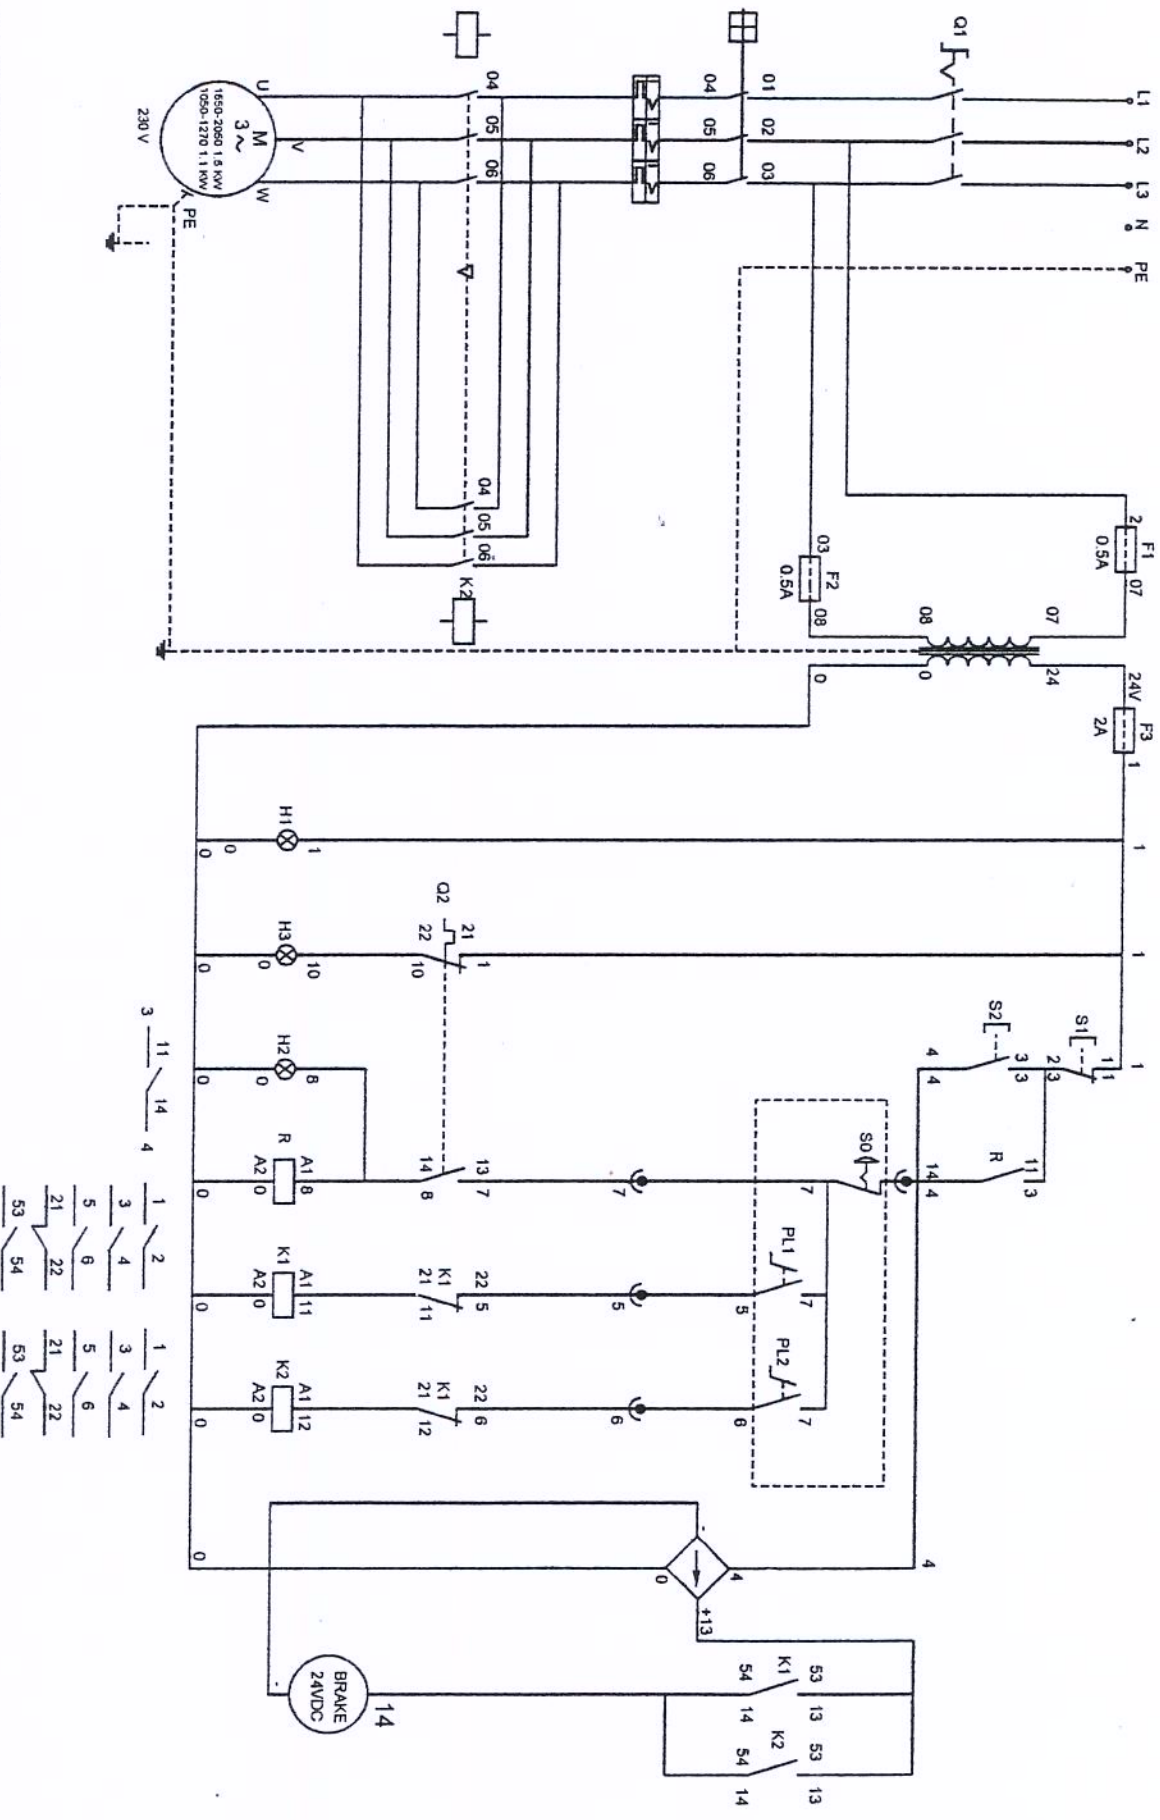 L1
L2
L3
N
PE
Q1
01
02
03
04
05
06
04
05
06
U
V
W
M
3~
1650-2060 1.5 KW
1050-1270 1.1 KW
230 V
PE
04
05
06
K2
F1
2
0.5A
07
F2
03
0.5A
08
07
08
24
0
0
24V
F3
2A
1
1
H1
1
0
0
1
Q2
21
22
1
10
H3
10
0
0
1
S1
1
1
2
3
S2
3
3
4
4
H2
8
0
0
R
11
3
14
4
S0
7
7
13
7
14
8
R
A1
8
A2
0
0
PL1
7
5
5
22
5
K1
21
11
K1
A1
11
A2
0
0
PL2
7
6
6
22
6
K1
21
12
K2
A1
12
A2
0
0
4
4
0
0
-
+13
K1
53
13
54
14
K2
53
13
54
14
14
BRAKE
24VDC
-
3
11
14
4
1
2
3
4
5
6
21
22
53
54
1
2
3
4
5
6
21
22
53
54